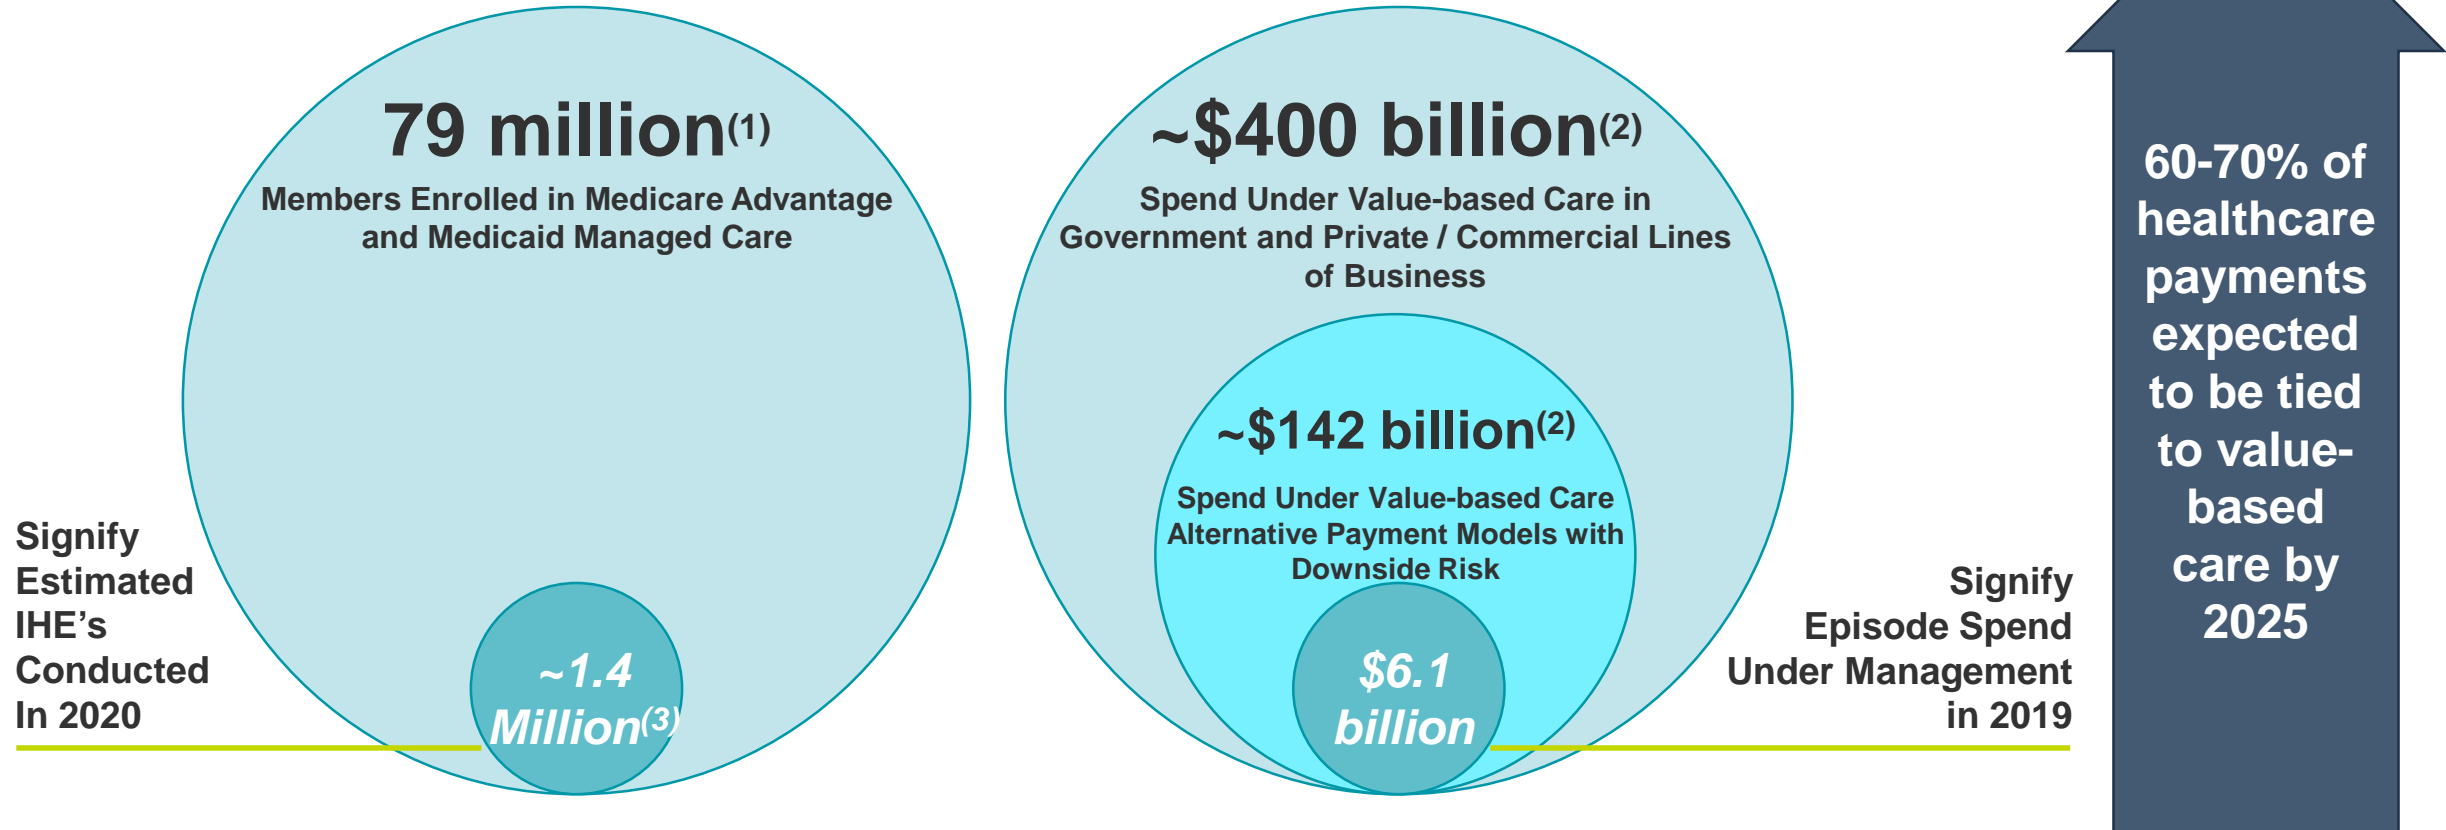 79 million(1)
Members Enrolled in Medicare Advantage
and Medicaid Managed Care
Signify
Estimated
IHE's
Conducted
In 2020
~1.4
Million(3)
~$400 billion(2)
Spend Under Value-based Care in
Government and Private / Commercial Lines
of Business
~$142 billion(2)
Spend Under Value-based Care
Alternative Payment Models with
Downside Risk
$6.1
billion
Signify
Episode Spend
Under Management
in 2019
60-70% of
healthcare
payments
expected
to be tied
to value-
based
care by
2025